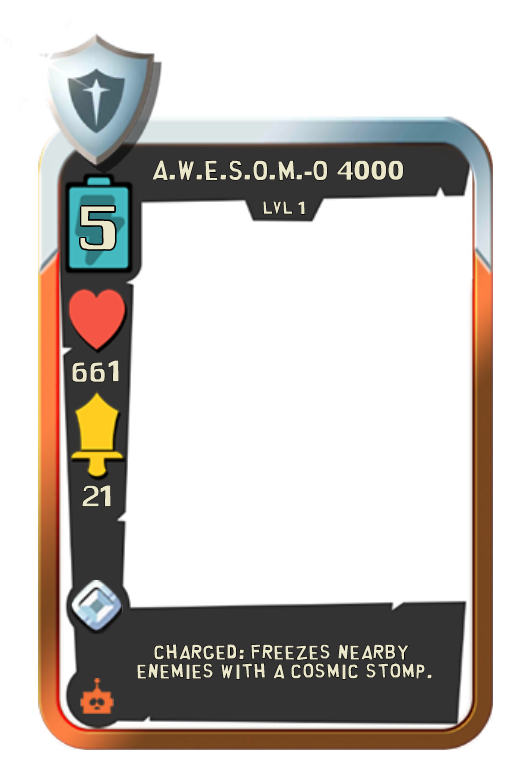 A.W.E.S.O.M.-O 4000
LVL 1
5
661
21
CHARGED: FREEZES NEARBY
ENEMIES WITH A COSMIC STOMP.